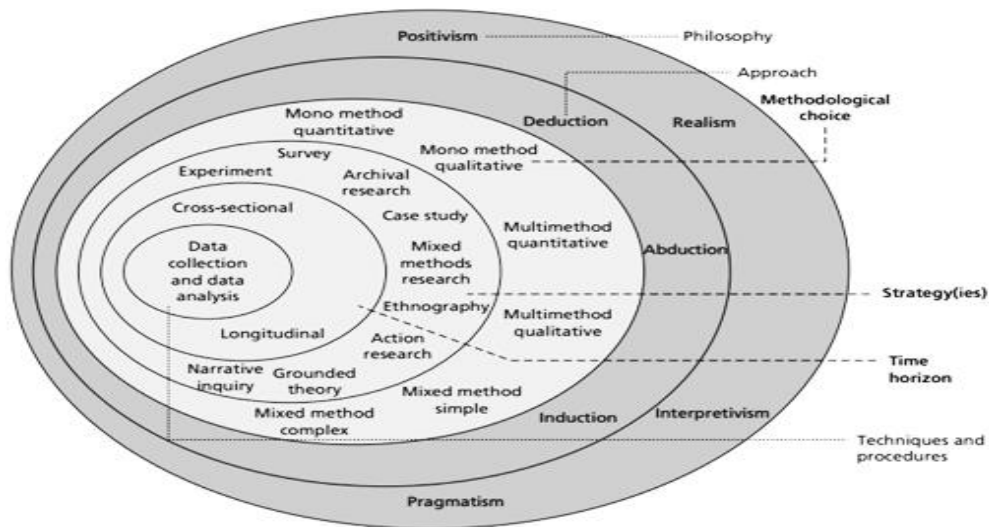 Positivism
Philosophy
Approach
Methodological
choice
Mono method
quantitative
Deduction
Realism
Mono method
qualitative
Survey
Experiment
Archival
research
Cross-sectional
Case study
Multimethod
quantitative
Data
collection
and data
analysis
Mixed
methods
research
Abduction
Strategy(ies)
Ethnography
Multimethod
qualitative
Longitudinal
Action
research
Time
horizon
Narrative
inquiry
Grounded
theory
Mixed method
simple
Mixed method
complex
Induction
Interpretivism
Techniques and
procedures
Pragmatism